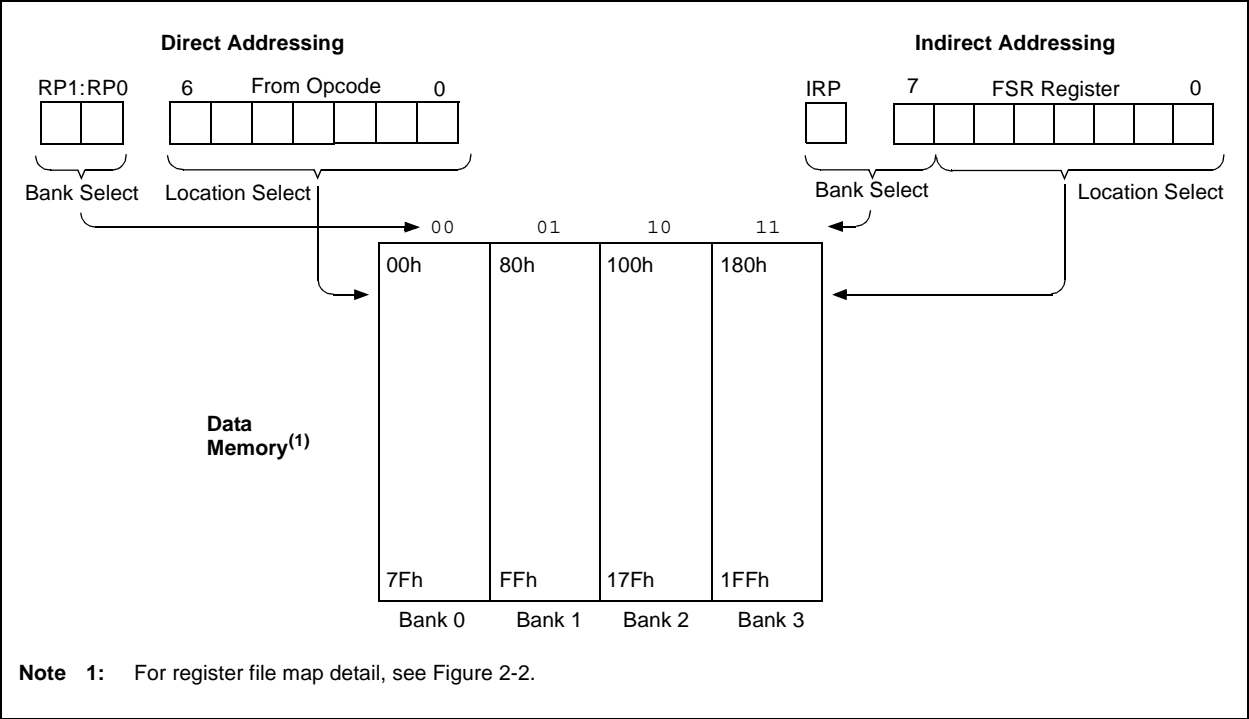 Direct Addressing
Indirect Addressing
RP1:RP0 6 From Opcode 0
IRP 7 FSR Register 0
Bank Select Location Select
Bank Select Location Select
00 01 10 11
00h 80h 100h 180h
Data
Memory(1)
7Fh FFh 17Fh 1FFh
Bank 0 Bank 1 Bank 2 Bank 3
Note 1: For register file map detail, see Figure 2-2.